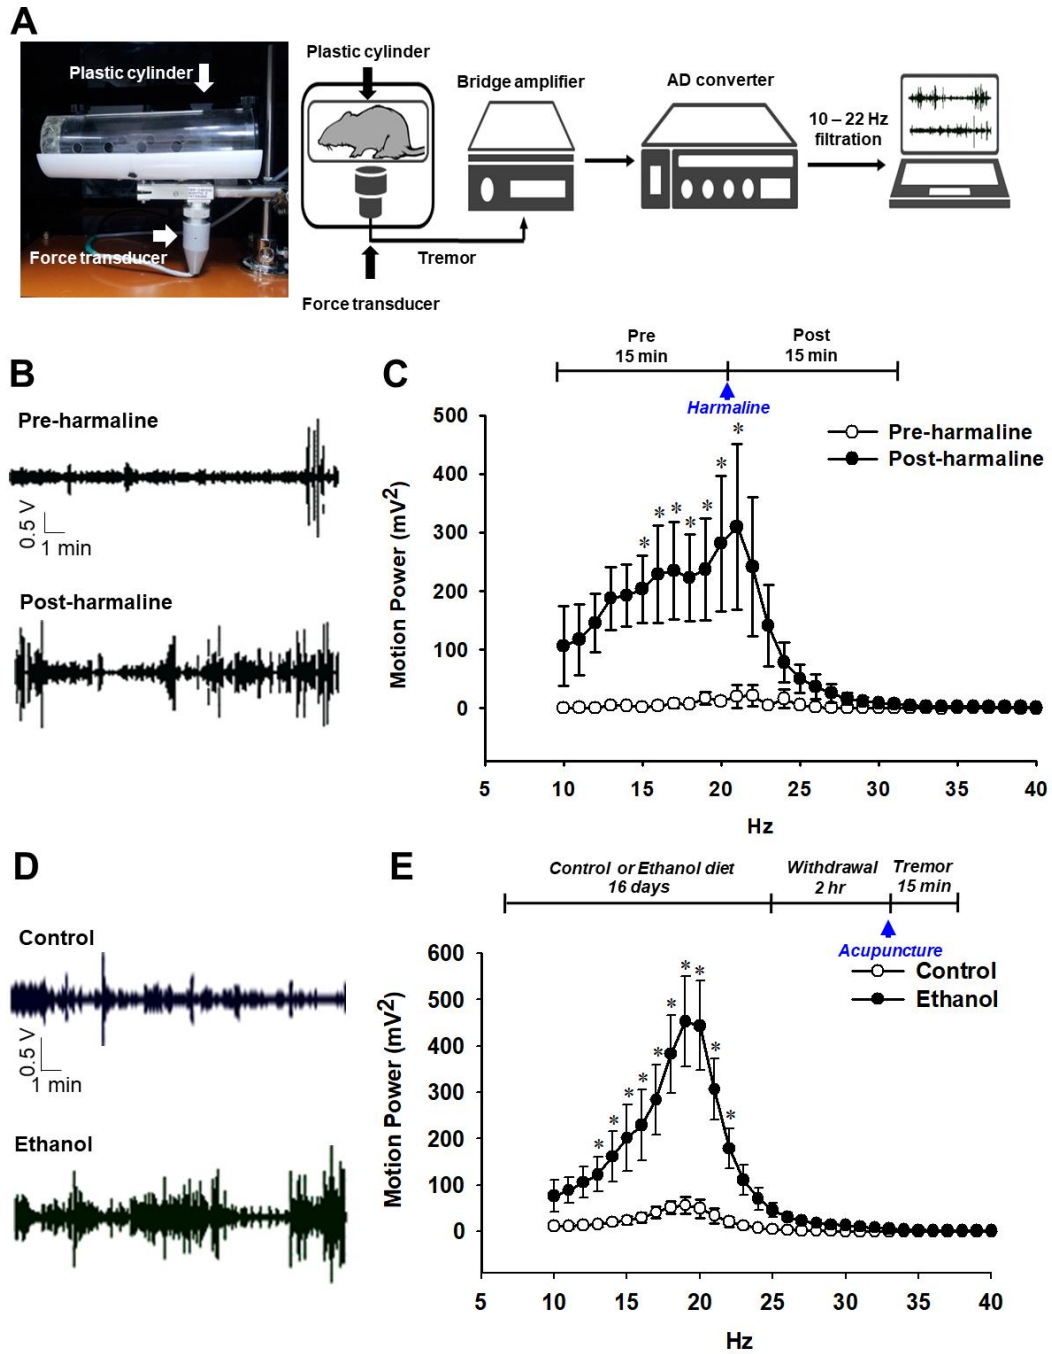 A
Plastic cylinder
Force transducer
Plastic cylinder
Force transducer
Tremor
Bridge amplifier
AD converter
10 – 22 Hz
filtration
B
Pre-harmaline
0.5 V
1 min
Post-harmaline
C
Pre
15 min
Post
15 min
Harmaline
Pre-harmaline
Post-harmaline
Motion Power (mV2)
500
400
300
200
100
0
* * * * * * *
5 10 15 20 25 30 35 40
Hz
D
Control
0.5 V
1 min
Ethanol
E
Control or Ethanol diet
16 days
Withdrawal
2 hr
Tremor
15 min
Acupuncture
Control
Ethanol
Motion Power (mV2)
600
500
400
300
200
100
0
* * * * * * * * * *
5 10 15 20 25 30 35 40
Hz